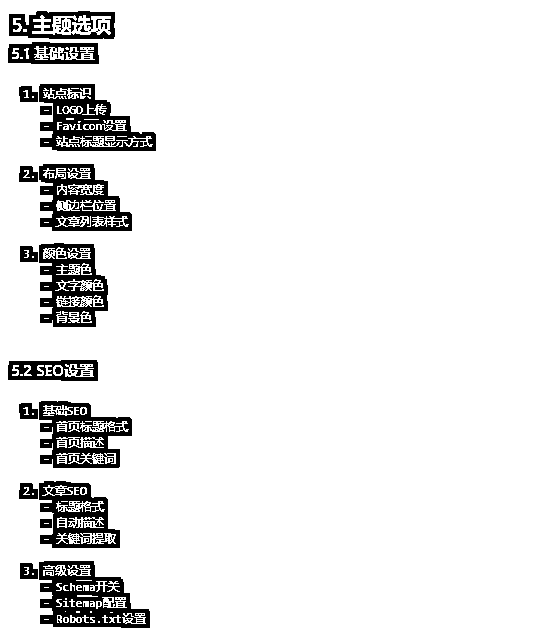 5. 主题选项
5.1 基础设置
1. 站点标识
- LOGO上传
- Favicon设置
- 站点标题显示方式
2. 布局设置
- 内容宽度
- 侧边栏位置
- 文章列表样式
3. 颜色设置
- 主题色
- 文字颜色
- 链接颜色
- 背景色
5.2 SEO设置
1. 基础SEO
- 首页标题格式
- 首页描述
- 首页关键词
2. 文章SEO
- 标题格式
- 自动描述
- 关键词提取
3. 高级设置
- Schema开关
- Sitemap配置
- Robots.txt设置